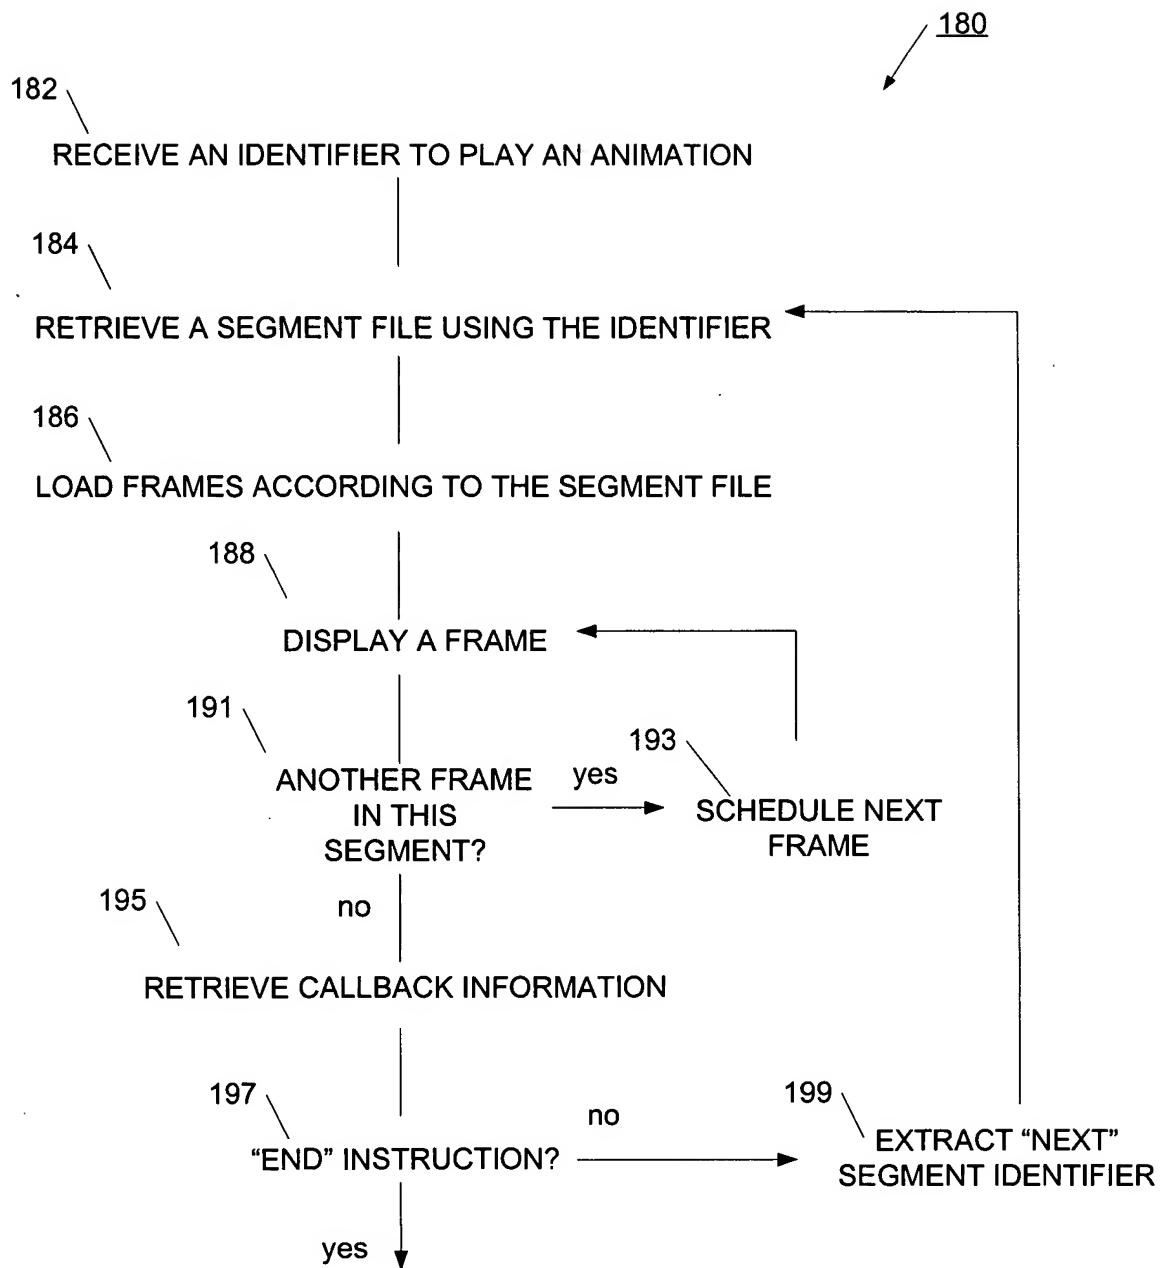 180
182
RECEIVE AN IDENTIFIER TO PLAY AN ANIMATION
184
RETRIEVE A SEGMENT FILE USING THE IDENTIFIER
186
LOAD FRAMES ACCORDING TO THE SEGMENT FILE
188
DISPLAY A FRAME
191
ANOTHER FRAME
IN THIS
SEGMENT?
yes
193
SCHEDULE NEXT
FRAME
no
195
RETRIEVE CALLBACK INFORMATION
197
“END” INSTRUCTION?
no
199
EXTRACT “NEXT”
SEGMENT IDENTIFIER
yes